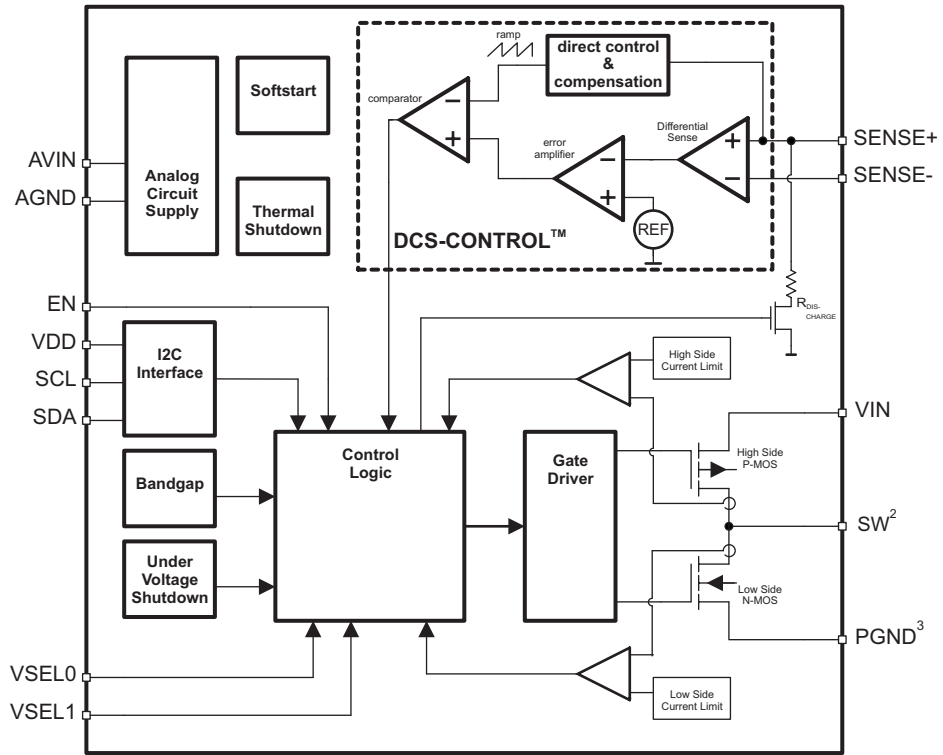 ramp
direct control
&
compensation
Softstart
comparator
−
+
Differential
Sense
+
−
error
amplifier
−
+
REF
DCS-CONTROL™
SENSE+
SENSE-
AVIN
AGND
Analog
Circuit
Supply
Thermal
Shutdown
R DIS-
CHARGE
EN
VDD
SCL
SDA
I2C
Interface
High Side
Current Limit
VIN
Control
Logic
Gate
Driver
High Side
P-MOS
Bandgap
SW²
Under
Voltage
Shutdown
Low Side
N-MOS
PGND³
VSEL0
VSEL1
Low Side
Current Limit